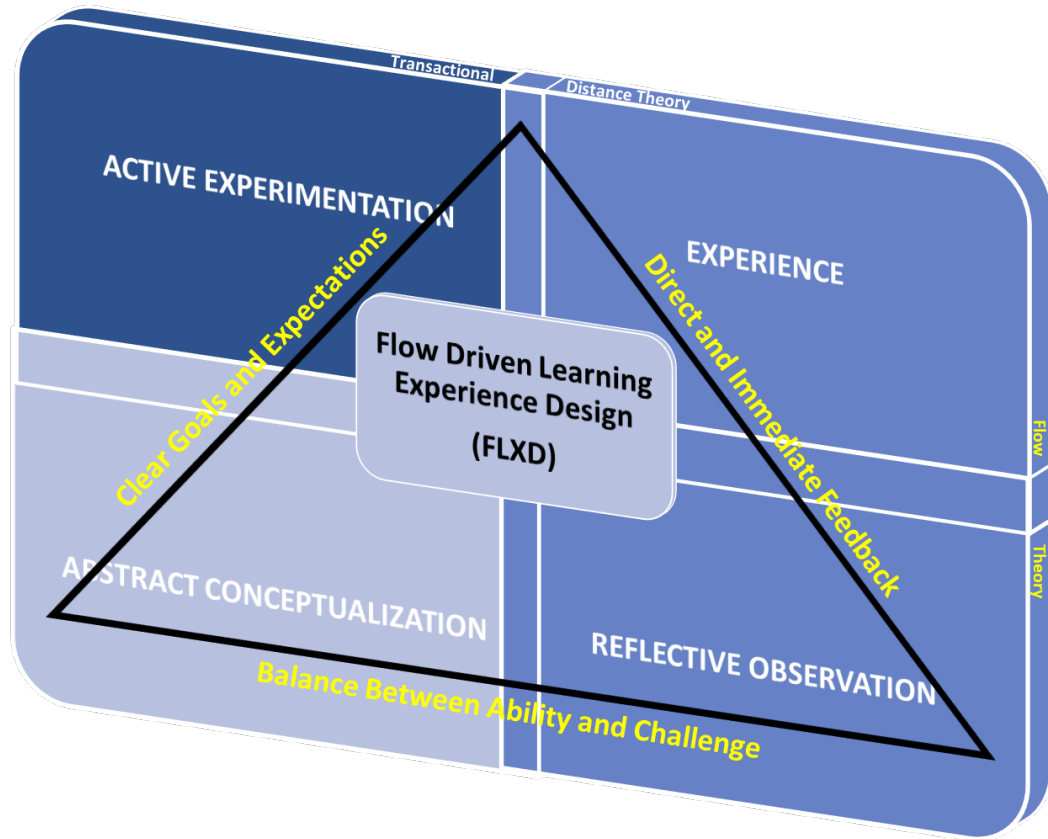 Transactional
Distance Theory
ACTIVE EXPERIMENTATION
EXPERIENCE
Clear Goals and Expectations
Direct and Immediate Feedback
Flow Driven Learning
Experience Design
(FLXD)
Flow
Theory
ABSTRACT CONCEPTUALIZATION
REFLECTIVE OBSERVATION
Balance Between Ability and Challenge